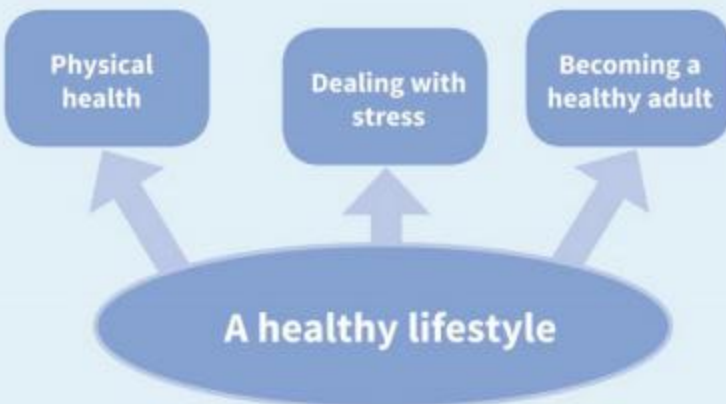 Physical
health
Dealing with
stress
Becoming a
healthy adult
A healthy lifestyle